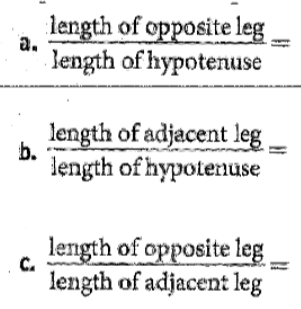 a. length of opposite leg
length of hypotenuse =
b. length of adjacent leg
length of hypotenuse =
c. length of opposite leg
length of adjacent leg =